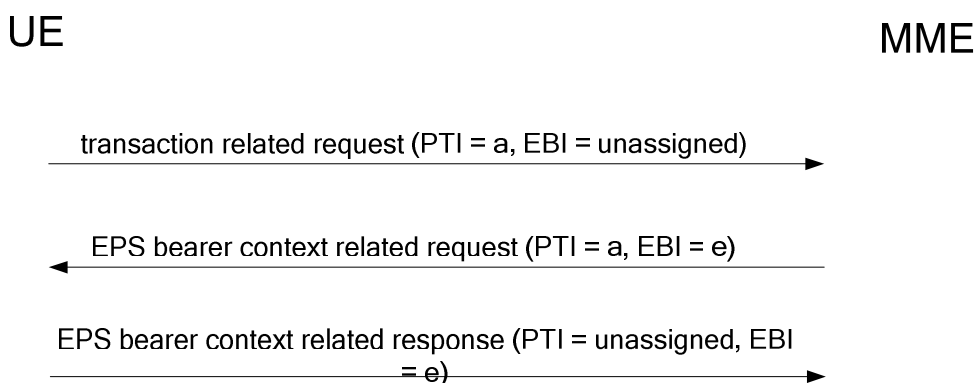 UE
MME
transaction related request (PTI = a, EBI = unassigned)
EPS bearer context related request (PTI = a, EBI = e)
EPS bearer context related response (PTI = unassigned, EBI
= e)